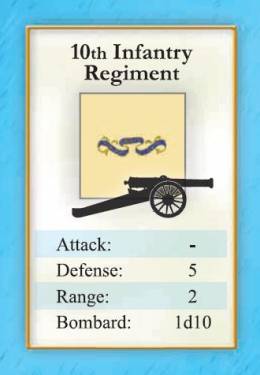 10th Infantry
Regiment
Attack: -
Defense: 5
Range: 2
Bombard: 1d10